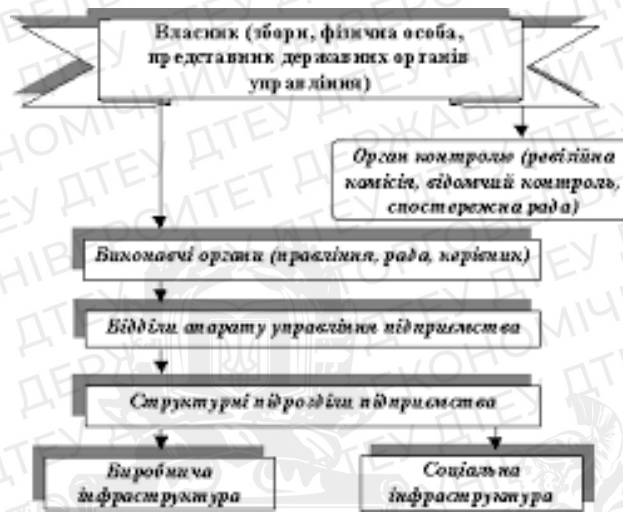 Власник (збори, фізична особа,
представник державних органів
управління)
Орган контролю (ревізійна
комісія, відомчий контроль,
спостережна рада)
Виконавчі органи (правління, рада, керівник)
Відділи апарату управління підприємства
Структурні підрозділи підприємства
Виробнича
інфраструктура
Соціальна
інфраструктура